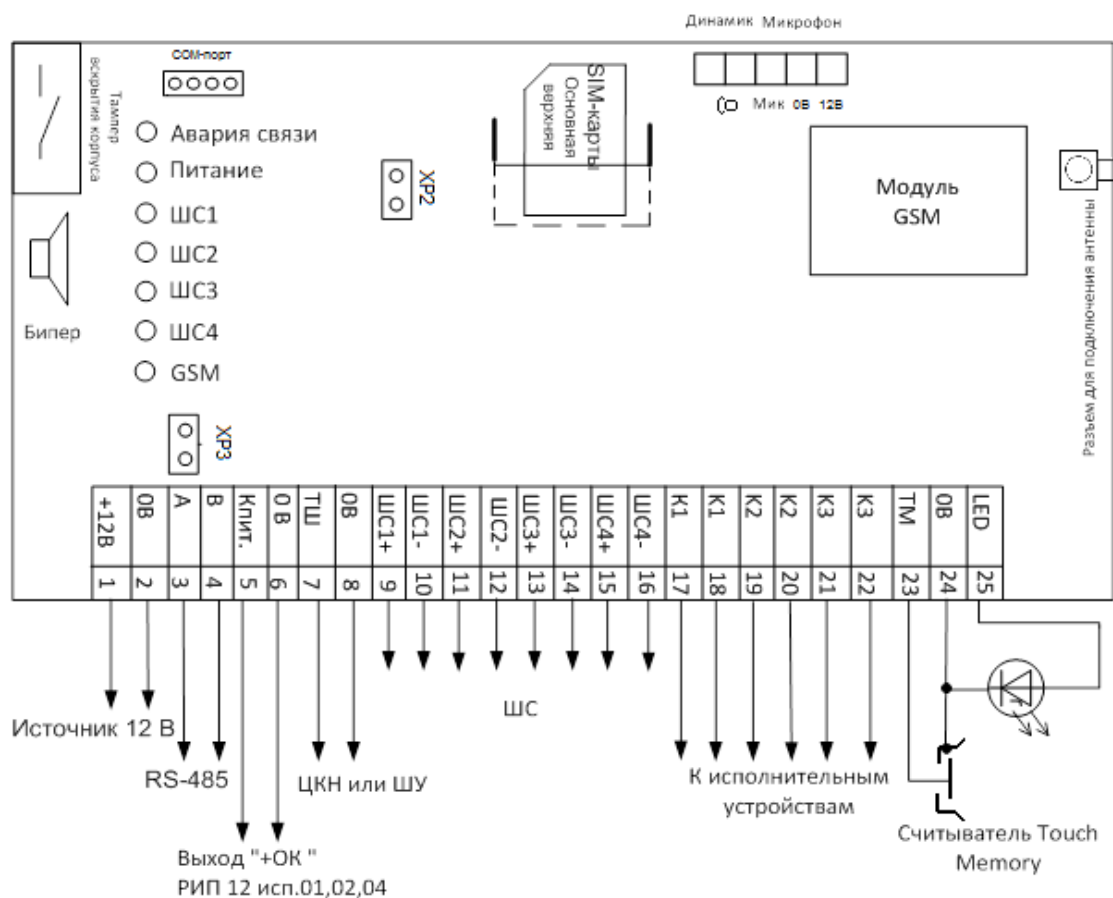 Динамик Микрофон
COM-порт
Тампер
вскрытия корпуса
SIM-карты
Основная
верхняя
Мик 0В 12В
Авария связи
Питание
ШС1
ШС2
ШС3
ШС4
GSM
XP2
Модуль
GSM
Разъем для подключения антенны
Бипер
XP3
+12В 0В A B Кпит. 0 В ТШ 0В ШС1+ ШС1- ШС2+ ШС2- ШС3+ ШС3- ШС4+ ШС4- К1 К1 К2 К2 К3 К3 ТМ 0В LED
1 2 3 4 5 6 7 8 9 10 11 12 13 14 15 16 17 18 19 20 21 22 23 24 25
Источник 12 В
RS-485
ЦКН или ШУ
ШС
К исполнительным
устройствам
Считыватель Touch
Memory
Выход "+ОК "
РИП 12 исп.01,02,04